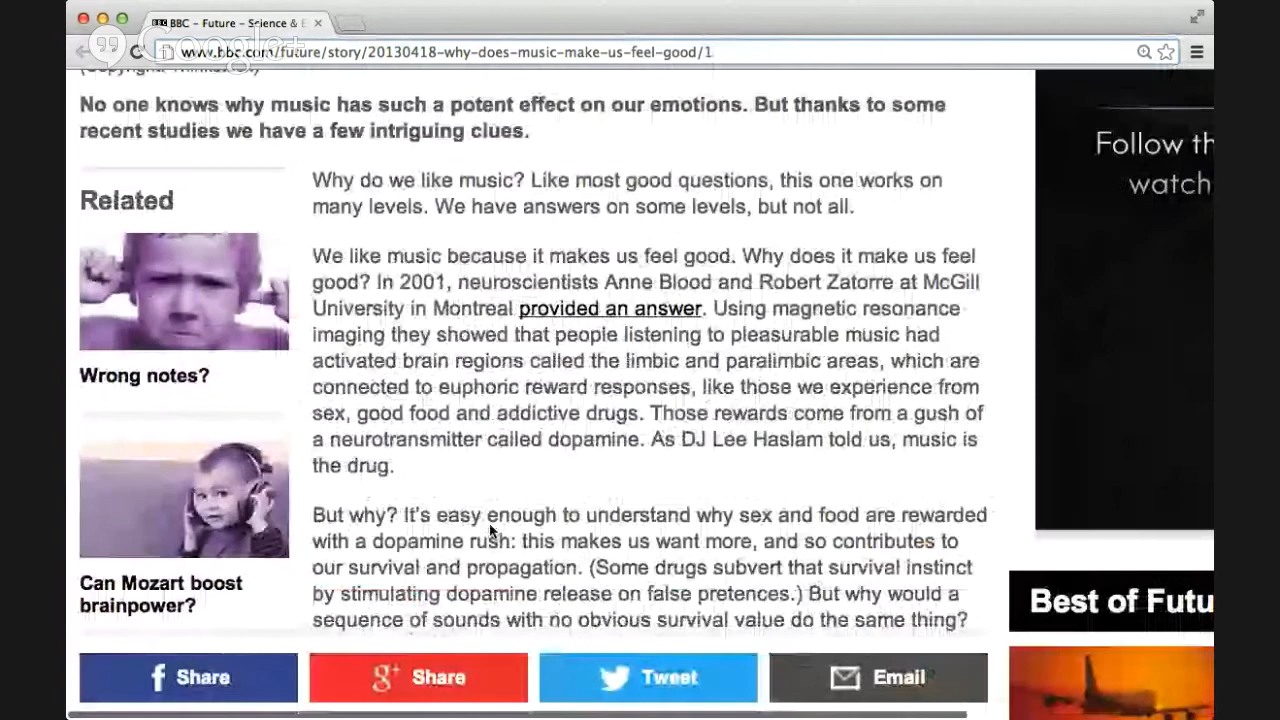 BBC - Future - Science & E
Google+
www.bbc.com/future/story/20130418-why-does-music-make-us-feel-good/1
No one knows why music has such a potent effect on our emotions. But thanks to some
recent studies we have a few intriguing clues.
Related
Wrong notes?
Can Mozart boost
brainpower?
Why do we like music? Like most good questions, this one works on
many levels. We have answers on some levels, but not all.
We like music because it makes us feel good. Why does it make us feel
good? In 2001, neuroscientists Anne Blood and Robert Zatorre at McGill
University in Montreal provided an answer. Using magnetic resonance
imaging they showed that people listening to pleasurable music had
activated brain regions called the limbic and paralimbic areas, which are
connected to euphoric reward responses, like those we experience from
sex, good food and addictive drugs. Those rewards come from a gush of
a neurotransmitter called dopamine. As DJ Lee Haslam told us, music is
the drug.
But why? It's easy enough to understand why sex and food are rewarded
with a dopamine rush: this makes us want more, and so contributes to
our survival and propagation. (Some drugs subvert that survival instinct
by stimulating dopamine release on false pretences.) But why would a
sequence of sounds with no obvious survival value do the same thing?
Follow th
watch
Best of Futu
f Share
g+ Share
Tweet
Email